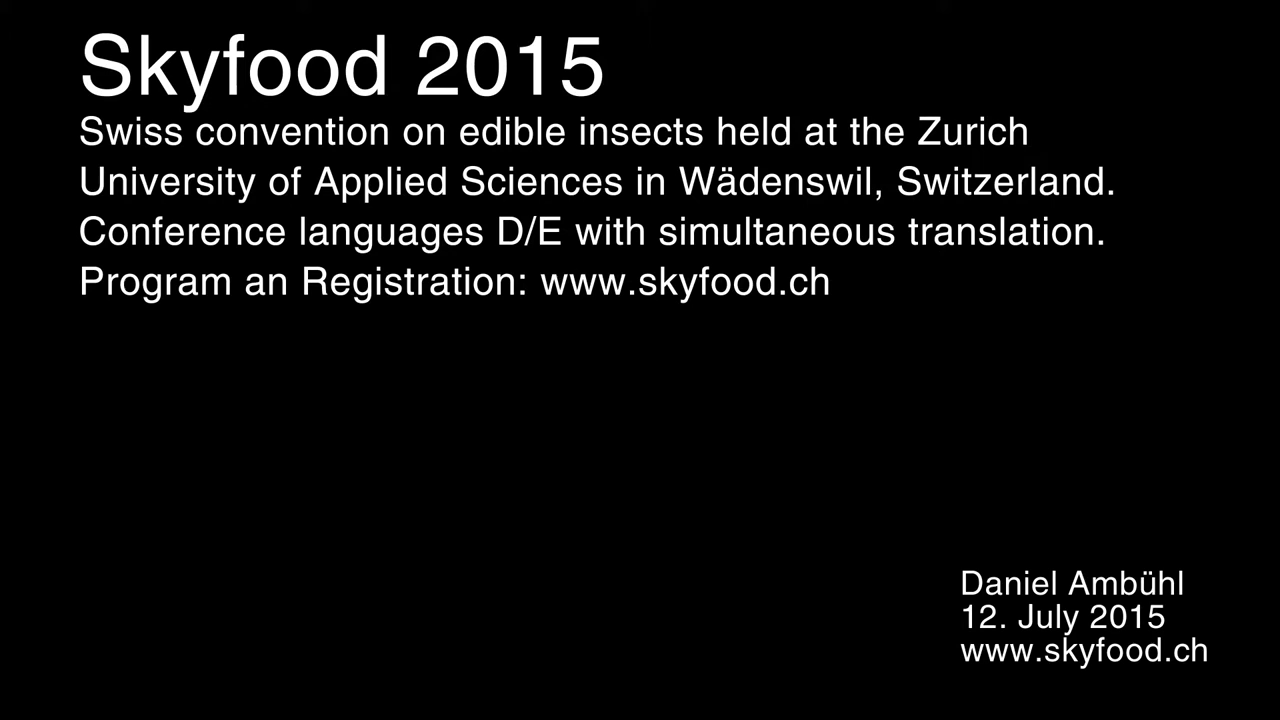 Skyfood 2015
Swiss convention on edible insects held at the Zurich
University of Applied Sciences in Wädenswil, Switzerland.
Conference languages D/E with simultaneous translation.
Program an Registration: www.skyfood.ch
Daniel Ambühl
12. July 2015
www.skyfood.ch